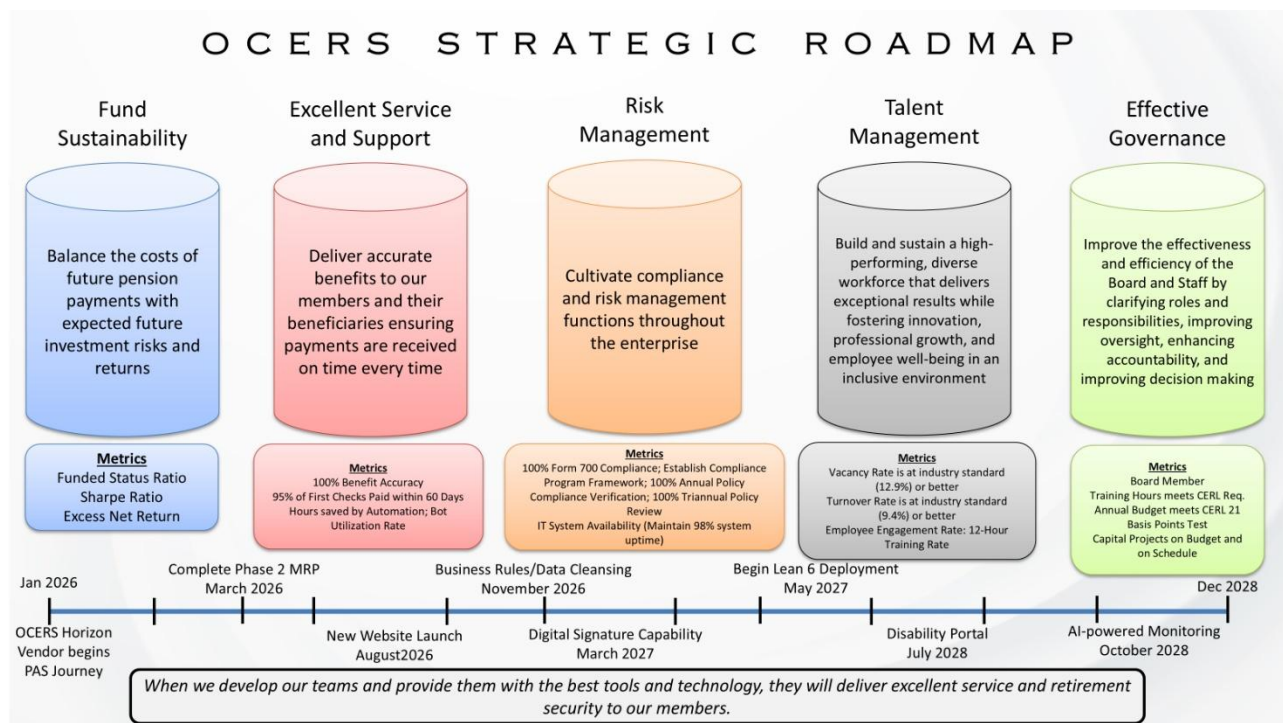 OCERS STRATEGIC ROADMAP
Fund
Sustainability
Balance the costs of
future pension
payments with
expected future
investment risks and
returns
Metrics
Funded Status Ratio
Sharpe Ratio
Excess Net Return
Excellent Service
and Support
Deliver accurate
benefits to our
members and their
beneficiaries ensuring
payments are received
on time every time
Metrics
100% Benefit Accuracy
95% of First Checks Paid within 60 Days
Hours saved by Automation; Bot
Utilization Rate
Risk
Management
Cultivate compliance
and risk management
functions throughout
the enterprise
Metrics
100% Form 700 Compliance; Establish Compliance
Program Framework; 100% Annual Policy
Compliance Verification; 100% Triannual Policy
Review
IT System Availability (Maintain 98% system
uptime)
Talent
Management
Build and sustain a high-
performing, diverse
workforce that delivers
exceptional results while
fostering innovation,
professional growth, and
employee well-being in an
inclusive environment
Metrics
Vacancy Rate is at industry standard
(12.9%) or better
Turnover Rate is at industry standard
(9.4%) or better
Employee Engagement Rate: 12-Hour
Training Rate
Effective
Governance
Improve the effectiveness
and efficiency of the
Board and Staff by
clarifying roles and
responsibilities, improving
oversight, enhancing
accountability, and
improving decision making
Metrics
Board Member
Training Hours meets CERL Req.
Annual Budget meets CERL 21
Basis Points Test
Capital Projects on Budget and
on Schedule
Jan 2026
OCERS Horizon
Vendor begins
PAS Journey
Complete Phase 2 MRP
March 2026
New Website Launch
August2026
Business Rules/Data Cleansing
November 2026
Digital Signature Capability
March 2027
Begin Lean 6 Deployment
May 2027
Disability Portal
July 2028
AI-powered Monitoring
October 2028
Dec 2028
When we develop our teams and provide them with the best tools and technology, they will deliver excellent service and retirement
security to our members.